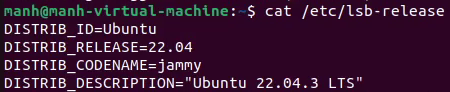 manh@manh-virtual-machine:~$ cat /etc/lsb-release
DISTRIB_ID=Ubuntu
DISTRIB_RELEASE=22.04
DISTRIB_CODENAME=jammy
DISTRIB_DESCRIPTION="Ubuntu 22.04.3 LTS"